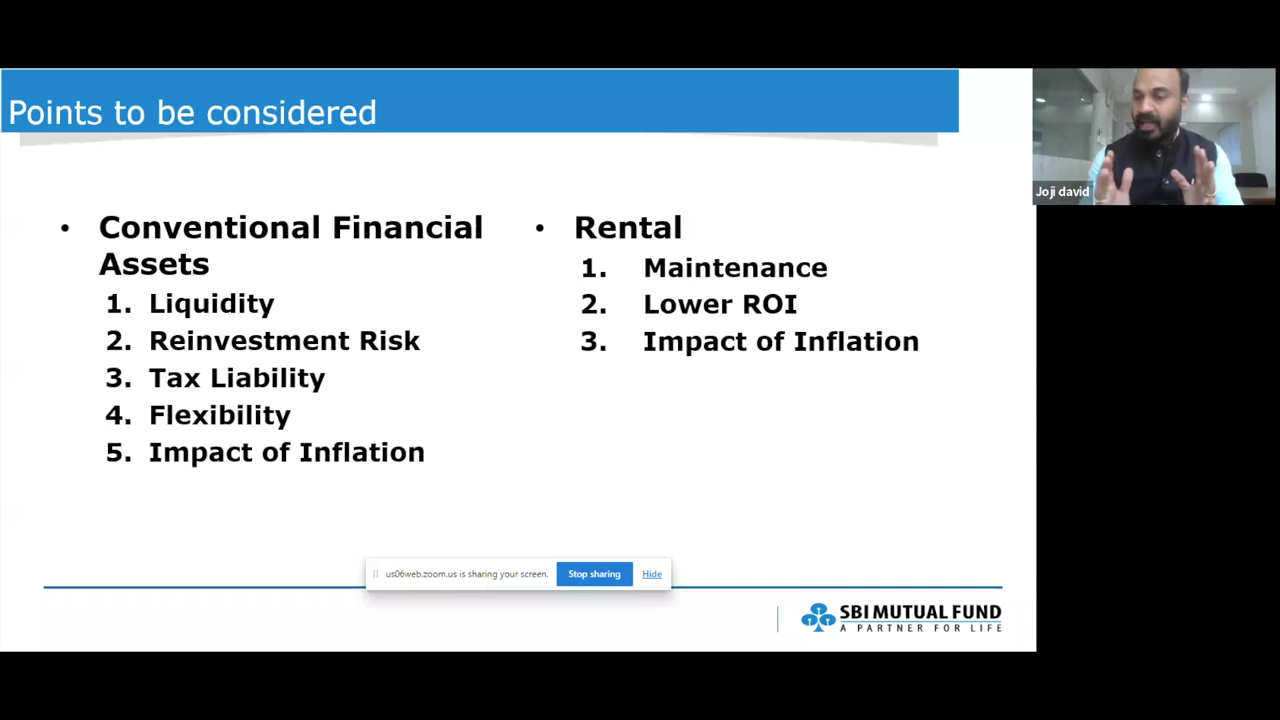 Points to be considered
• Conventional Financial
Assets
1. Liquidity
2. Reinvestment Risk
3. Tax Liability
4. Flexibility
5. Impact of Inflation
• Rental
1. Maintenance
2. Lower ROI
3. Impact of Inflation
us06web.zoom.us is sharing your screen. Stop sharing Hide
SBI MUTUAL FUND
A PARTNER FOR LIFE
Joji david